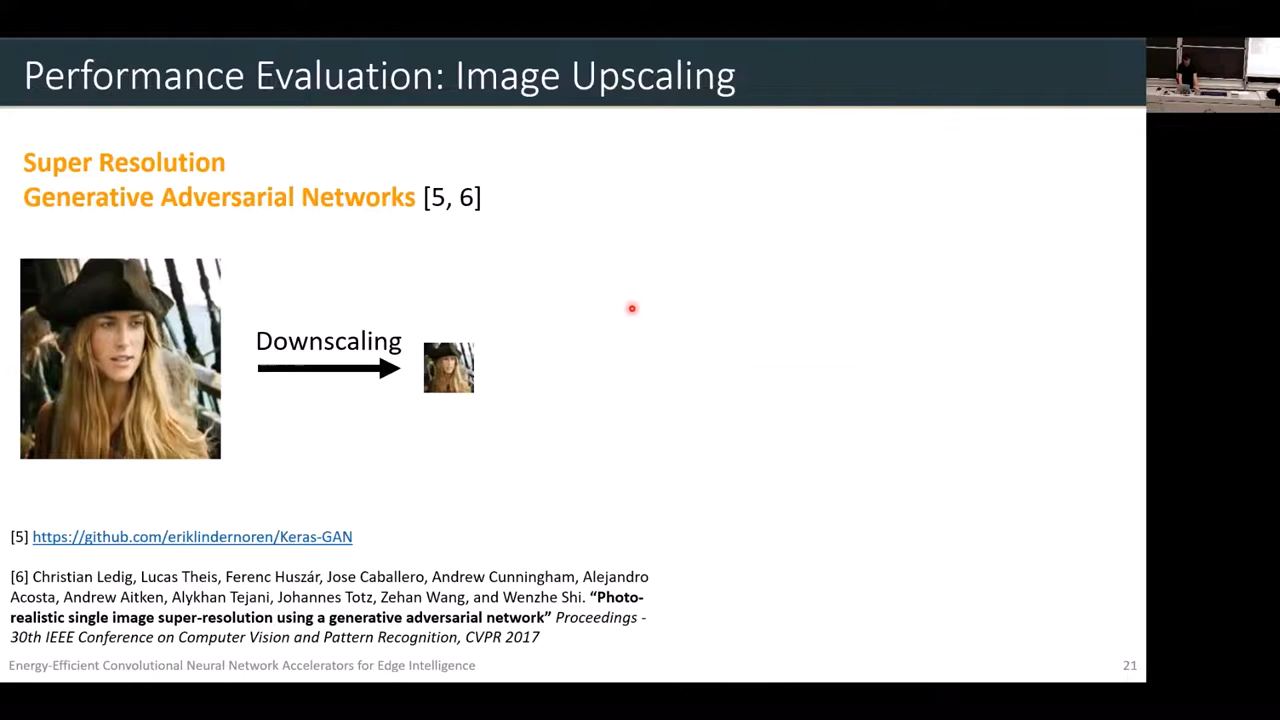 Performance Evaluation: Image Upscaling
Super Resolution
Generative Adversarial Networks [5, 6]
Downscaling
[5] https://github.com/eriklindernoren/Keras-GAN
[6] Christian Ledig, Lucas Theis, Ferenc Huszár, Jose Caballero, Andrew Cunningham, Alejandro
Acosta, Andrew Aitken, Alykhan Tejani, Johannes Totz, Zehan Wang, and Wenzhe Shi. “Photo-
realistic single image super-resolution using a generative adversarial network” Proceedings -
30th IEEE Conference on Computer Vision and Pattern Recognition, CVPR 2017
Energy-Efficient Convolutional Neural Network Accelerators for Edge Intelligence
21